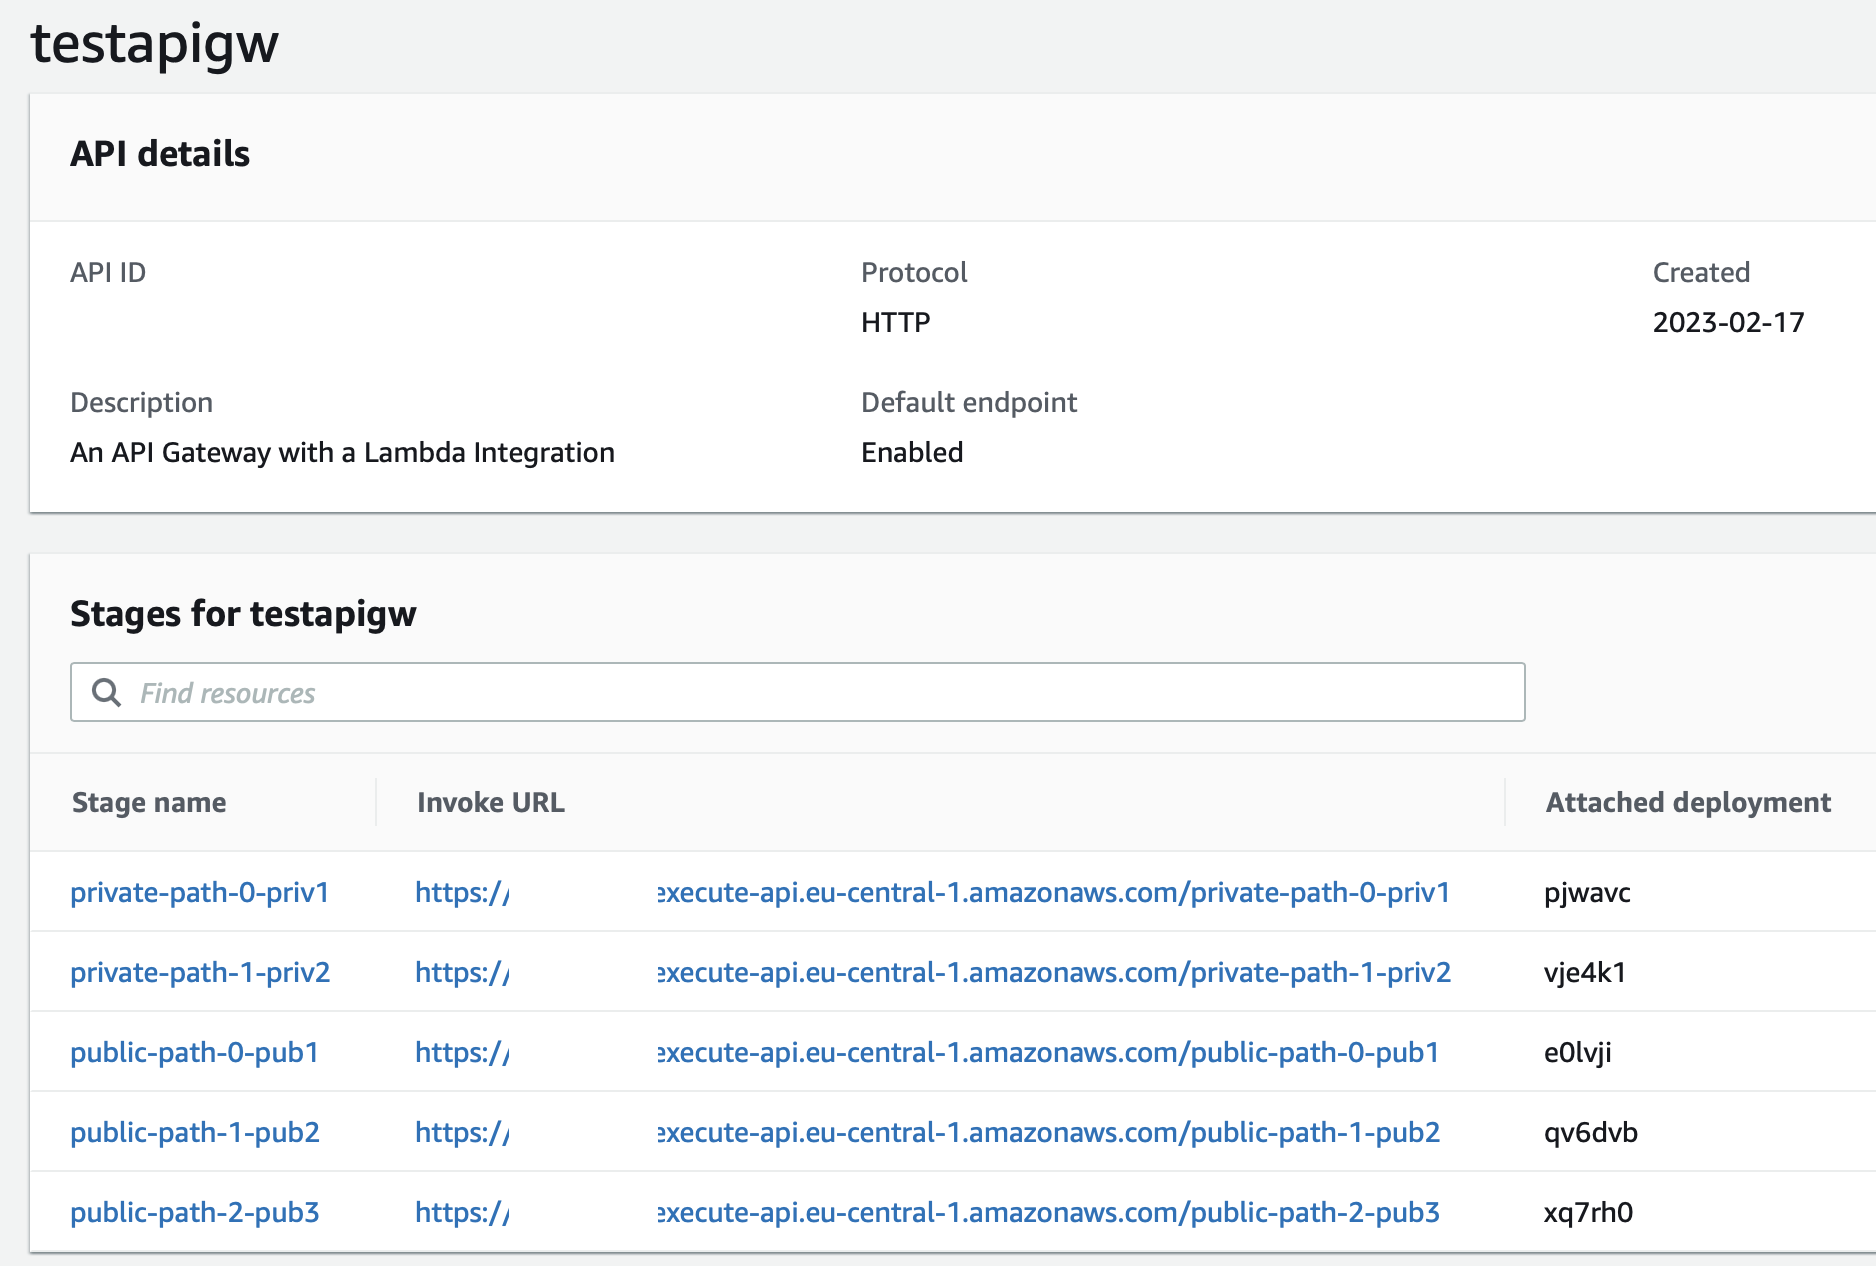 testapigw
API details
API ID Protocol Created
HTTP 2023-02-17
Description Default endpoint
An API Gateway with a Lambda Integration Enabled
Stages for testapigw
Find resources
Stage name Invoke URL Attached deployment
private-path-0-priv1 https:// execute-api.eu-central-1.amazonaws.com/private-path-0-priv1 pjwavc
private-path-1-priv2 https:// execute-api.eu-central-1.amazonaws.com/private-path-1-priv2 vje4k1
public-path-0-pub1 https:// execute-api.eu-central-1.amazonaws.com/public-path-0-pub1 e0lvji
public-path-1-pub2 https:// execute-api.eu-central-1.amazonaws.com/public-path-1-pub2 qv6dvb
public-path-2-pub3 https:// execute-api.eu-central-1.amazonaws.com/public-path-2-pub3 xq7rh0